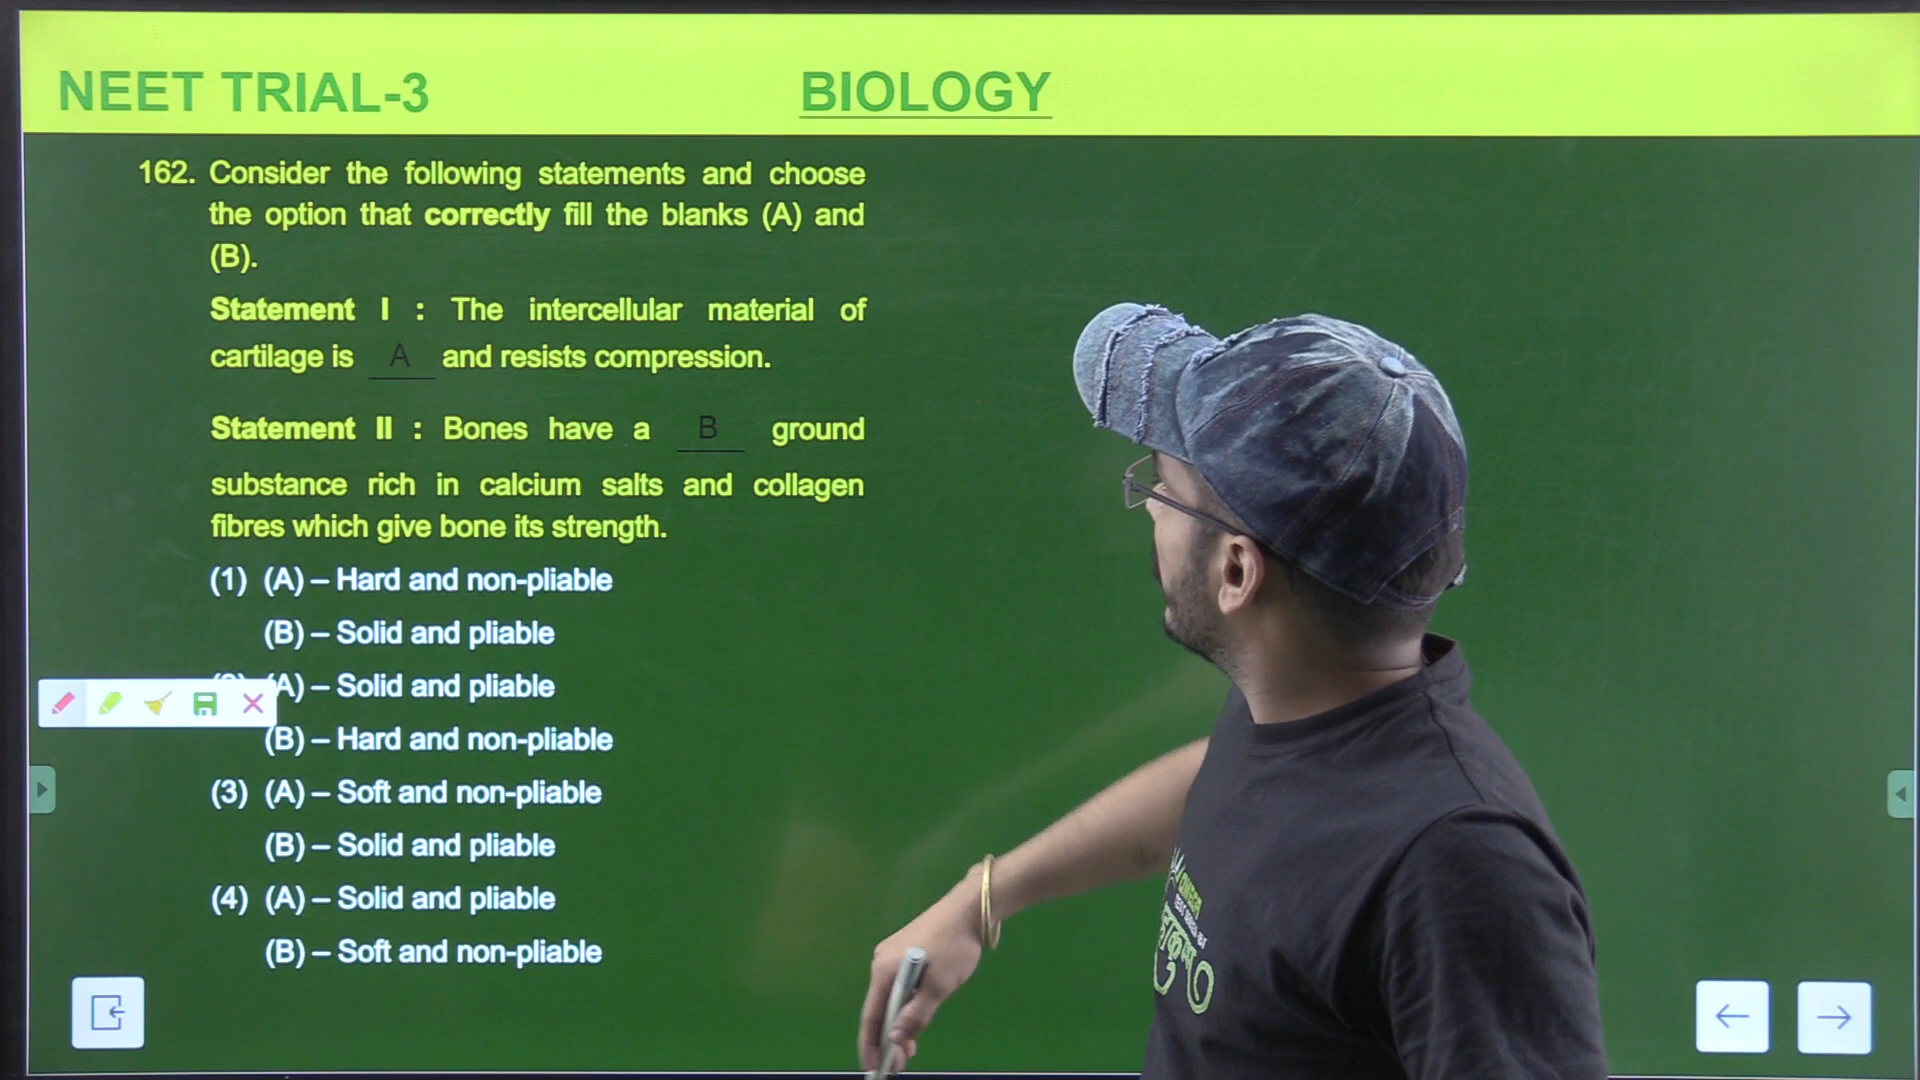 NEET TRIAL-3
BIOLOGY
162. Consider the following statements and choose
the option that correctly fill the blanks (A) and
(B).
Statement I : The intercellular material of
cartilage is A and resists compression.
Statement II : Bones have a B ground
substance rich in calcium salts and collagen
fibres which give bone its strength.
(1) (A) – Hard and non-pliable
(B) – Solid and pliable
(A) – Solid and pliable
(B) – Hard and non-pliable
(3) (A) – Soft and non-pliable
(B) – Solid and pliable
(4) (A) – Solid and pliable
(B) – Soft and non-pliable